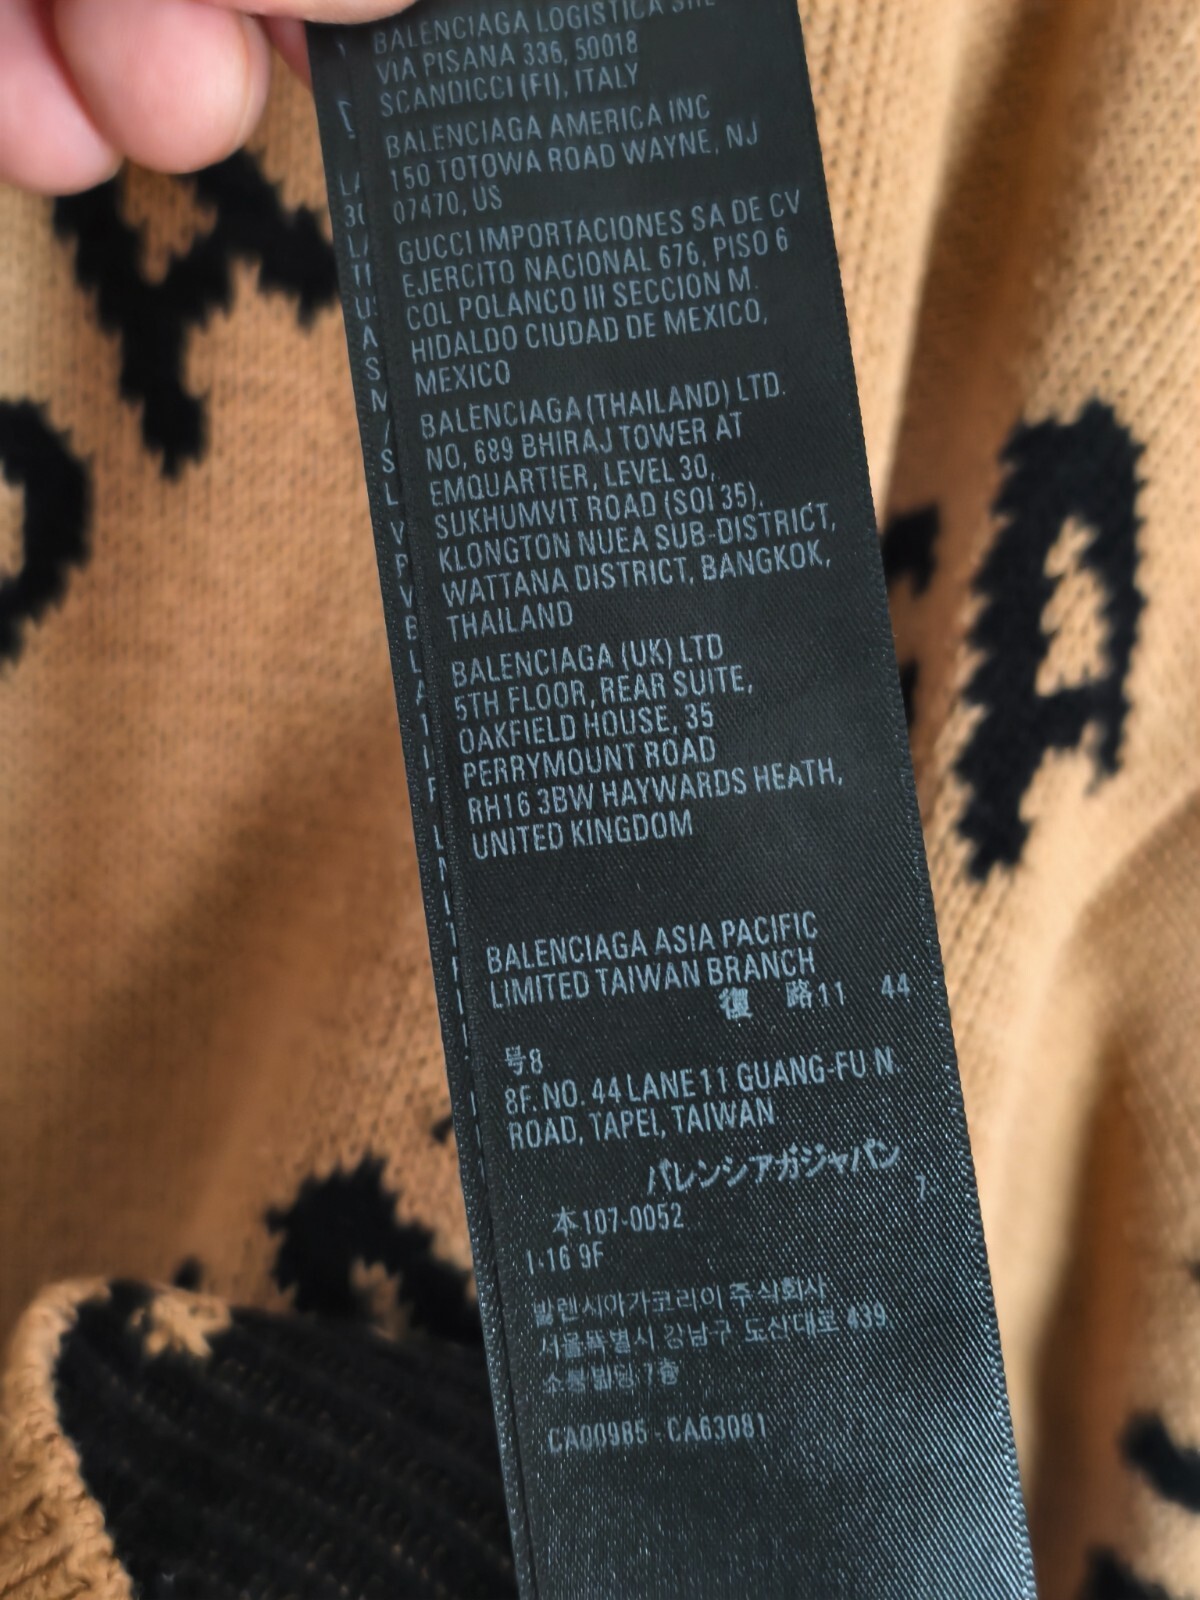 BALENCIAGA LOGISTICA SRL
VIA PISANA 336, 50018
SCANDICCI (FI), ITALY
BALENCIAGA AMERICA INC
150 TOTOWA ROAD WAYNE, NJ
07470, US
GUCCI IMPORTACIONES SA DE CV
EJERCITO NACIONAL 676, PISO 6
COL POLANCO III SECCION M.
HIDALDO CIUDAD DE MEXICO,
MEXICO
BALENCIAGA (THAILAND) LTD.
NO, 689 BHIRAJ TOWER AT
EMQUARTIER, LEVEL 30,
SUKHUMVIT ROAD (SOI 35),
KLONGTON NUEA SUB-DISTRICT,
WATTANA DISTRICT, BANGKOK,
THAILAND
BALENCIAGA (UK) LTD
5TH FLOOR, REAR SUITE,
OAKFIELD HOUSE, 35
PERRYMOUNT ROAD
RH16 3BW HAYWARDS HEATH,
UNITED KINGDOM
BALENCIAGA ASIA PACIFIC
LIMITED TAIWAN BRANCH
復 路11 44
号8
8F. NO. 44 LANE 11 GUANG-FU N.
ROAD, TAPEI, TAIWAN
バレンシアガジャパン
7
本107-0052
1-16 9F
발렌시아가코리아 주식회사
서울특별시 강남구 도산대로 439,
7층
CA00985 - CA63081